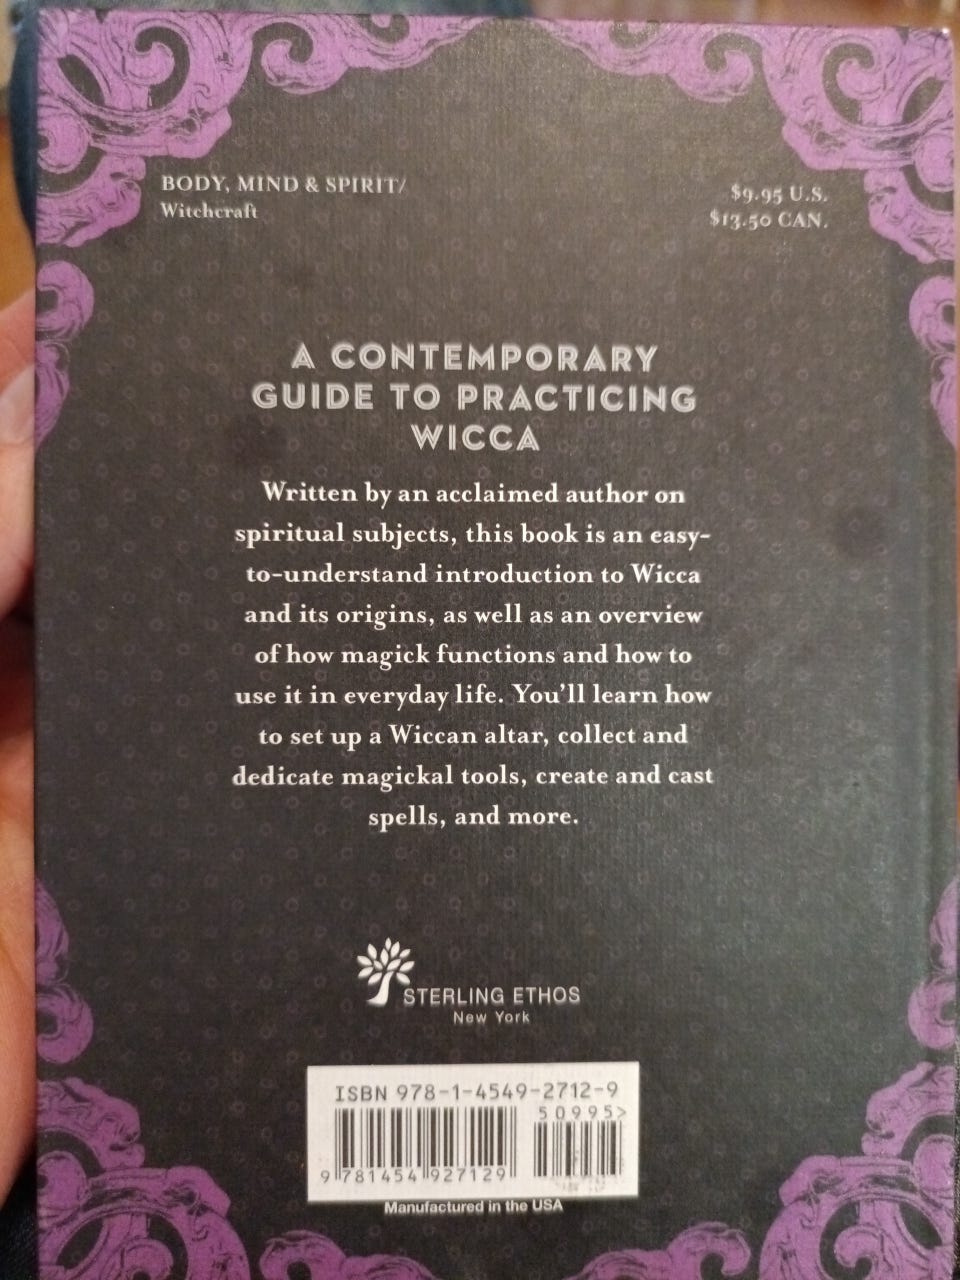 BODY, MIND & SPIRIT/
Witchcraft
$9.95 U.S.
$13.50 CAN.
A CONTEMPORARY
GUIDE TO PRACTICING
WICCA
Written by an acclaimed author on
spiritual subjects, this book is an easy-
to-understand introduction to Wicca
and its origins, as well as an overview
of how magick functions and how to
use it in everyday life. You'll learn how
to set up a Wiccan altar, collect and
dedicate magickal tools, create and cast
spells, and more.
STERLING ETHOS
New York
ISBN 978-1-4549-2712-9
50995>
9 781454 927129
Manufactured in the USA